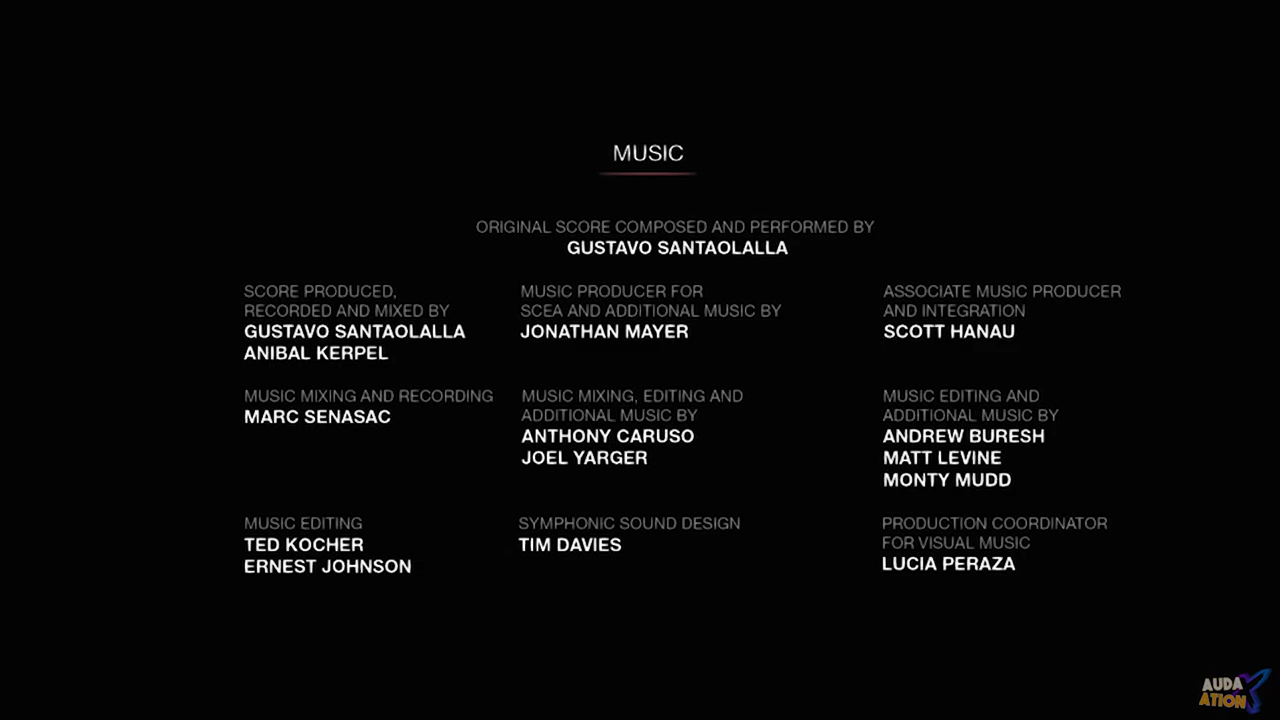 MUSIC
ORIGINAL SCORE COMPOSED AND PERFORMED BY
GUSTAVO SANTAOLALLA
SCORE PRODUCED,
RECORDED AND MIXED BY
GUSTAVO SANTAOLALLA
ANIBAL KERPEL
MUSIC PRODUCER FOR
SCEA AND ADDITIONAL MUSIC BY
JONATHAN MAYER
ASSOCIATE MUSIC PRODUCER
AND INTEGRATION
SCOTT HANAU
MUSIC MIXING AND RECORDING
MARC SENASAC
MUSIC MIXING, EDITING AND
ADDITIONAL MUSIC BY
ANTHONY CARUSO
JOEL YARGER
MUSIC EDITING AND
ADDITIONAL MUSIC BY
ANDREW BURESH
MATT LEVINE
MONTY MUDD
MUSIC EDITING
TED KOCHER
ERNEST JOHNSON
SYMPHONIC SOUND DESIGN
TIM DAVIES
PRODUCTION COORDINATOR
FOR VISUAL MUSIC
LUCIA PERAZA
AUDA
ATION